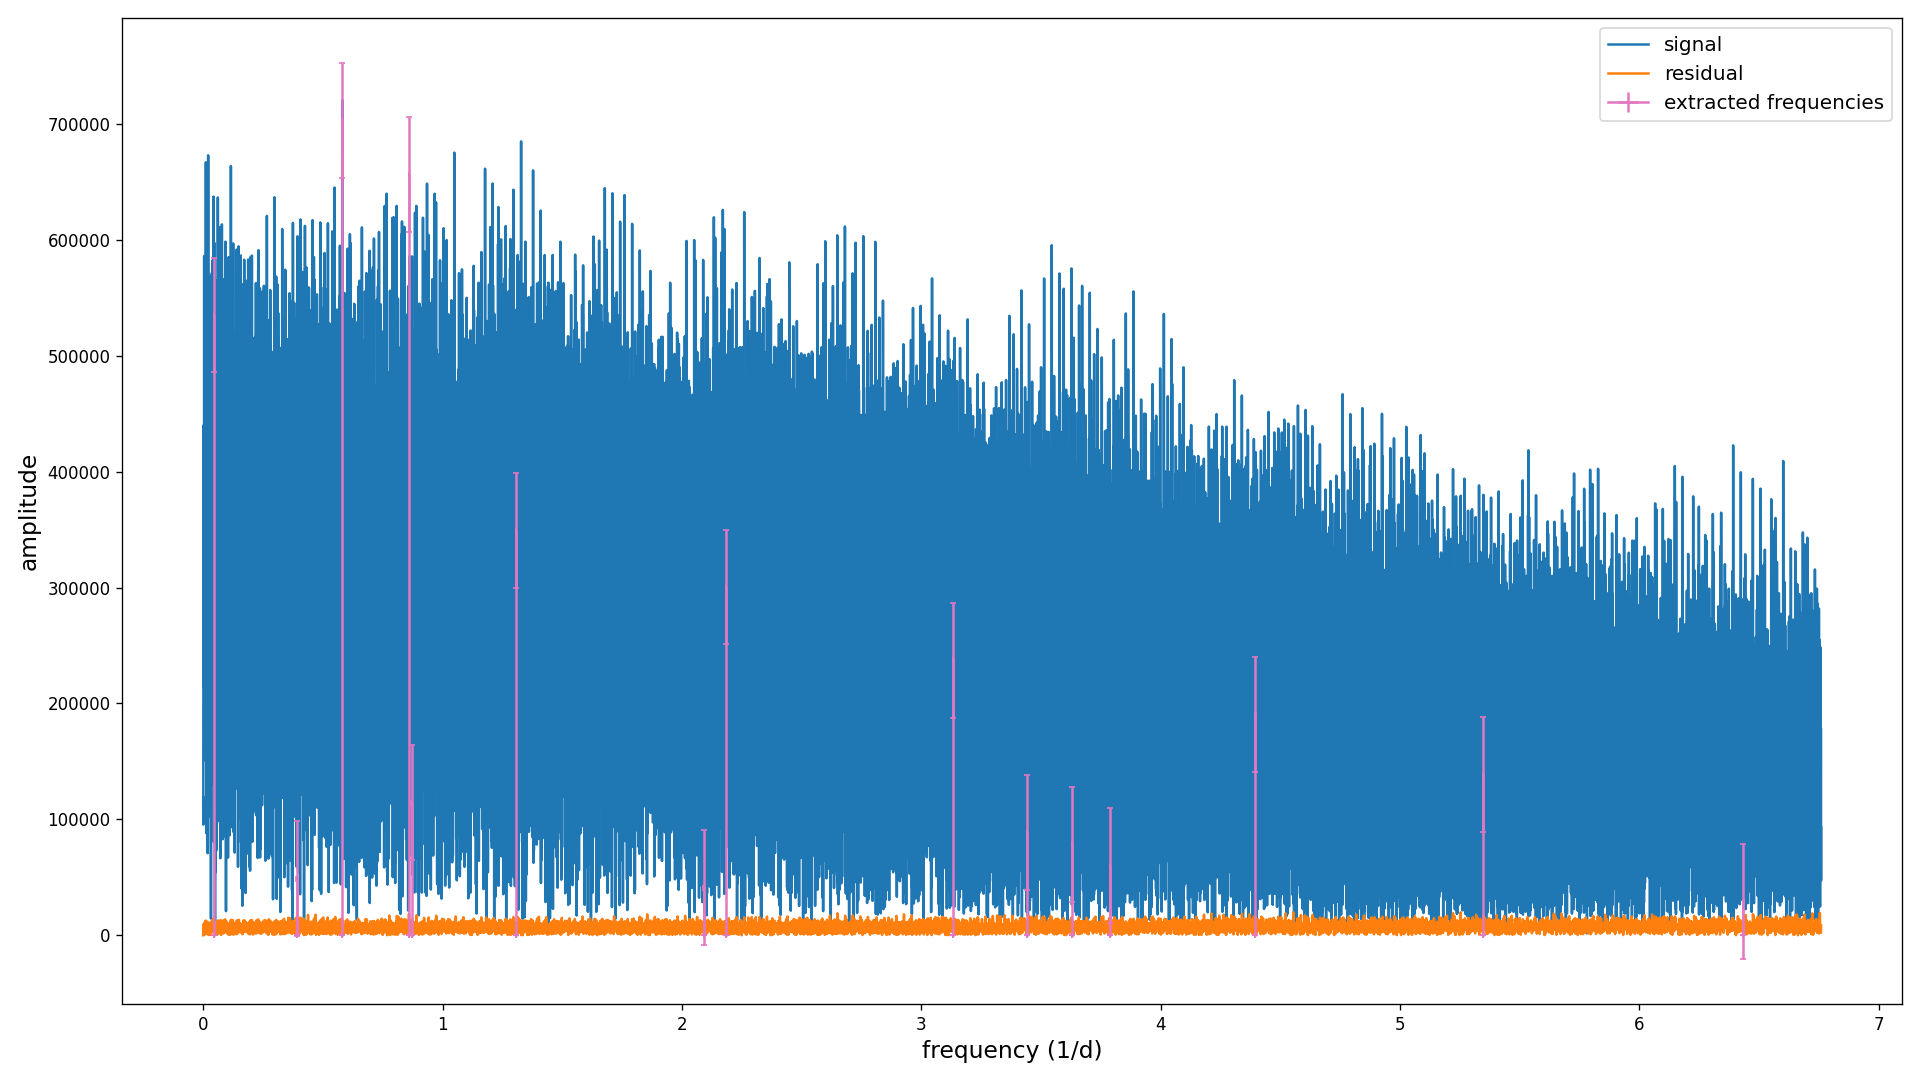 signal
residual
extracted frequencies
700000
600000
500000
400000
300000
200000
100000
0
amplitude
0 1 2 3 4 5 6 7
frequency (1/d)